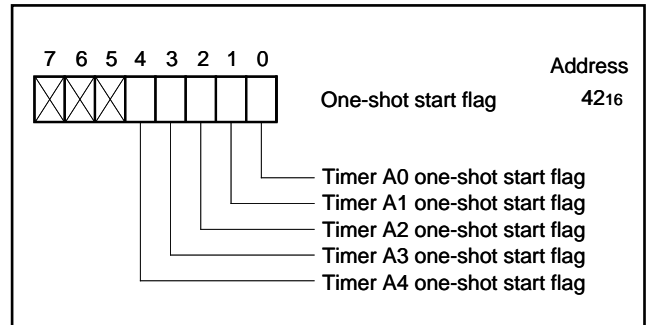 7 6 5 4 3 2 1 0
Address
One-shot start flag 4216
Timer A0 one-shot start flag
Timer A1 one-shot start flag
Timer A2 one-shot start flag
Timer A3 one-shot start flag
Timer A4 one-shot start flag